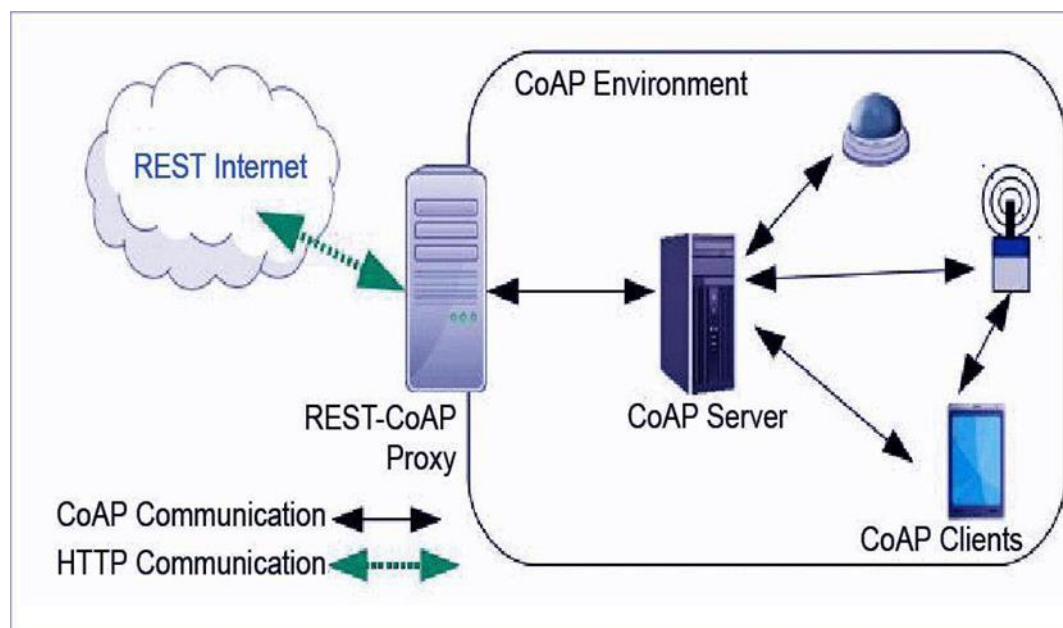 CoAP Environment
REST Internet
REST-CoAP
Proxy
CoAP Server
CoAP Clients
CoAP Communication
HTTP Communication